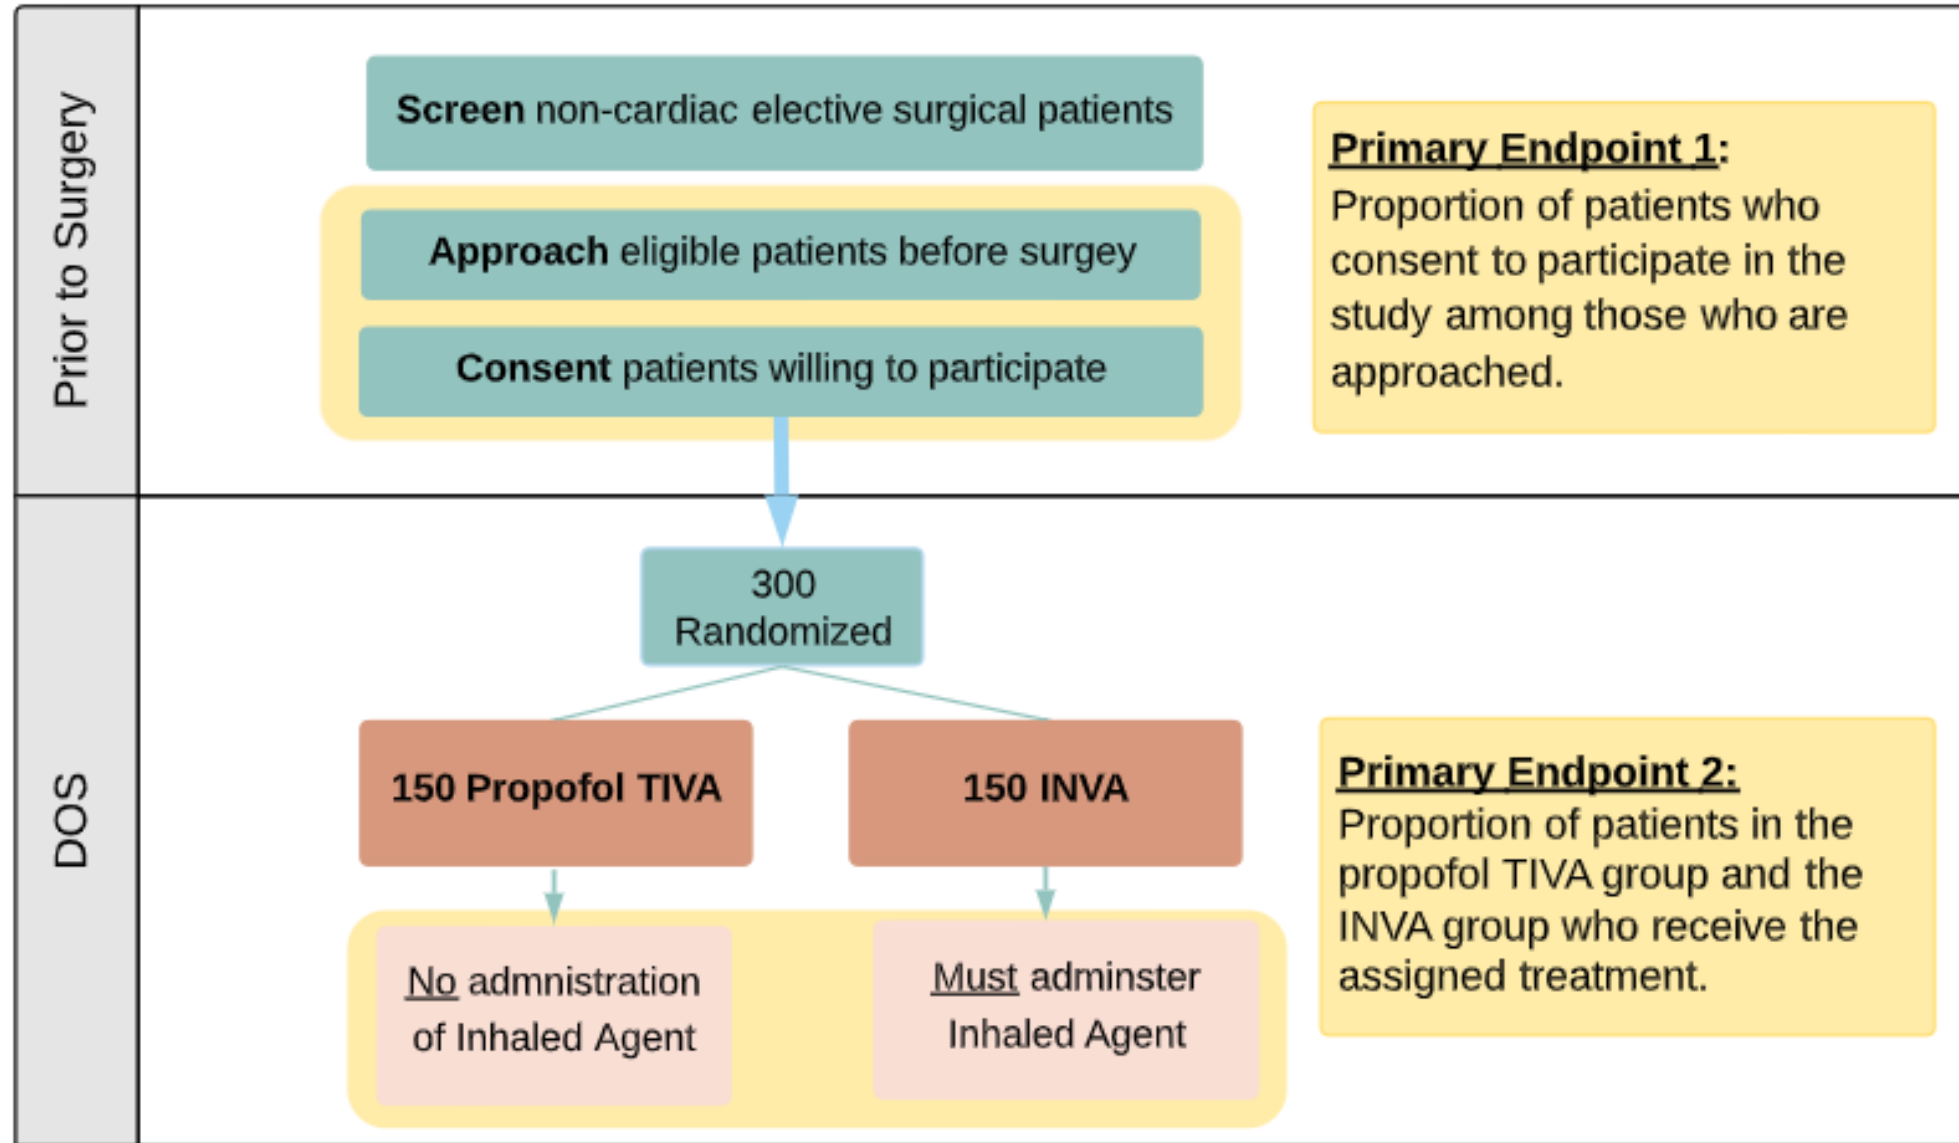 Prior to Surgery
Screen non-cardiac elective surgical patients
Approach eligible patients before surgey
Consent patients willing to participate
Primary Endpoint 1:
Proportion of patients who
consent to participate in the
study among those who are
approached.
DOS
300
Randomized
150 Propofol TIVA
150 INVA
No admnistration
of Inhaled Agent
Must adminster
Inhaled Agent
Primary Endpoint 2:
Proportion of patients in the
propofol TIVA group and the
INVA group who receive the
assigned treatment.